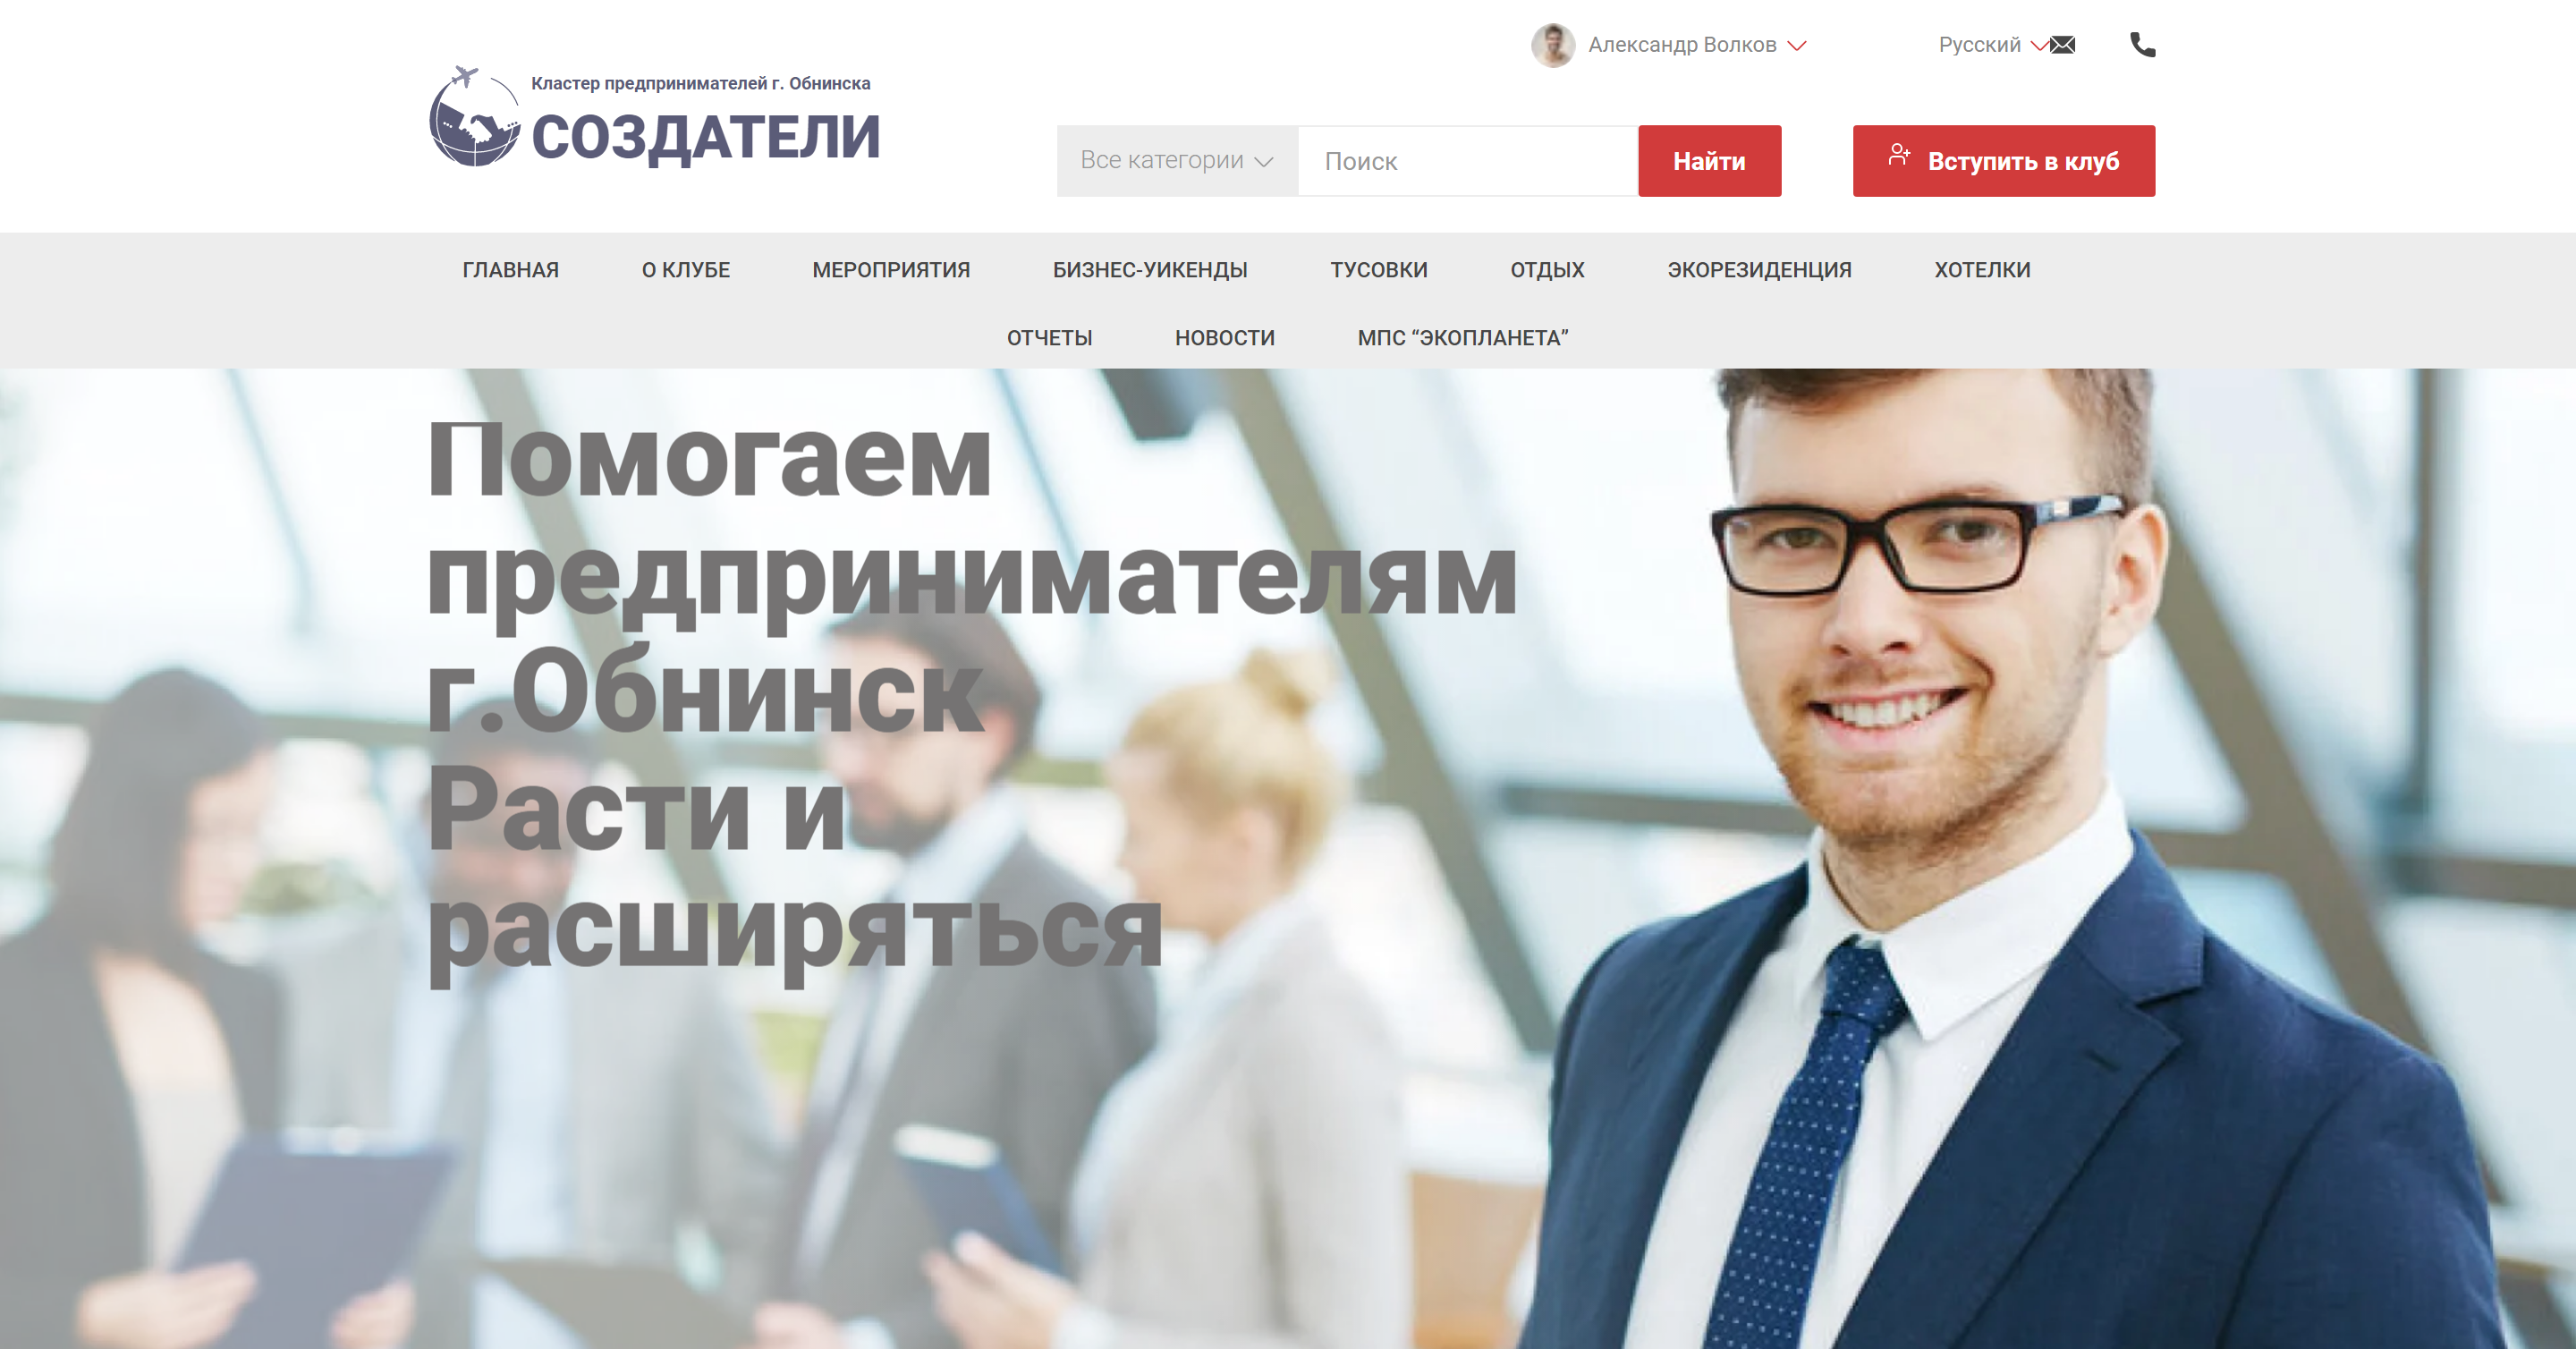 Александр Волков
Русский
Кластер предпринимателей г. Обнинска
СОЗДАТЕЛИ
Все категории
Поиск
Найти
Вступить в клуб
ГЛАВНАЯ О КЛУБЕ МЕРОПРИЯТИЯ БИЗНЕС-УИКЕНДЫ ТУСОВКИ ОТДЫХ ЭКОРЕЗИДЕНЦИЯ ХОТЕЛКИ
ОТЧЕТЫ НОВОСТИ МПС “ЭКОПЛАНЕТА”
Помогаем
предпринимателям
г.Обнинск
Расти и
расширяться